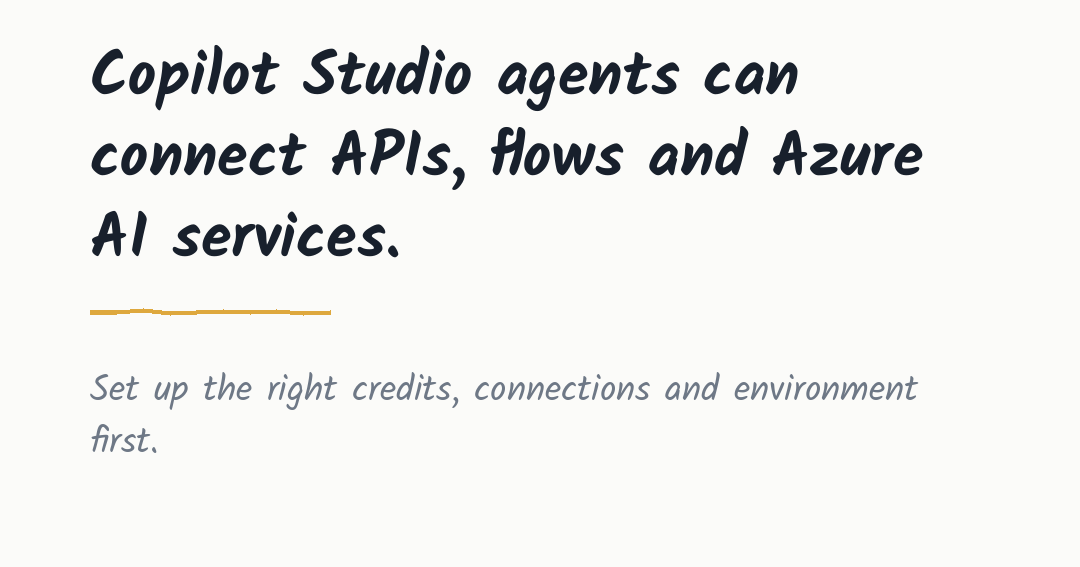 Copilot Studio agents can
connect APIs, flows and Azure
AI services.
Set up the right credits, connections and environment
first.